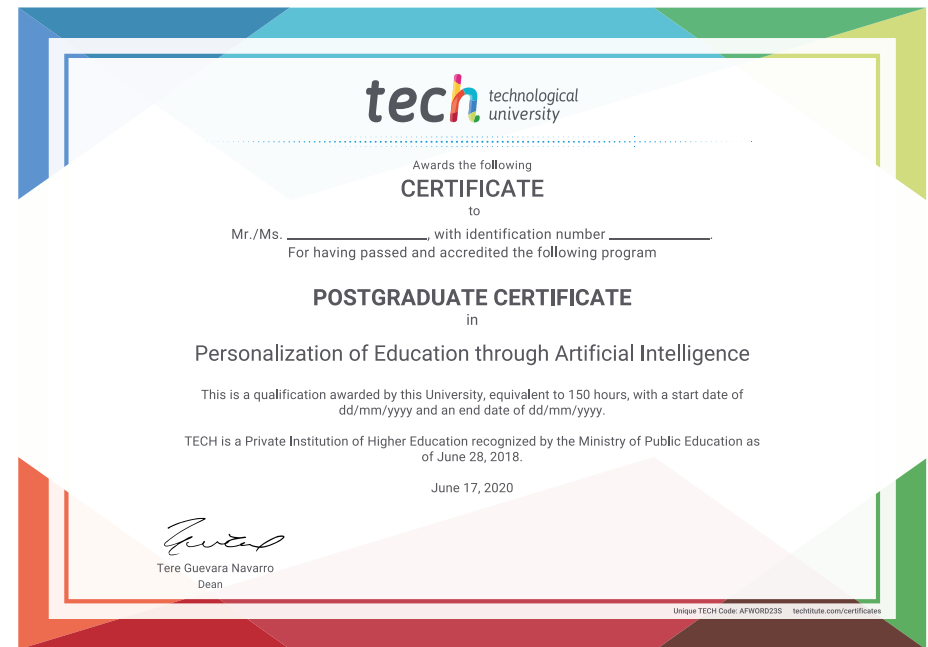 tech technological
university
Awards the following
CERTIFICATE
to
Mr./Ms. ____________________, with identification number ______________.
For having passed and accredited the following program
POSTGRADUATE CERTIFICATE
in
Personalization of Education through Artificial Intelligence
This is a qualification awarded by this University, equivalent to 150 hours, with a start date of
dd/mm/yyyy and an end date of dd/mm/yyyy.
TECH is a Private Institution of Higher Education recognized by the Ministry of Public Education as
of June 28, 2018.
June 17, 2020
Tere Guevara Navarro
Dean
Unique TECH Code: AFWORD23S techtitute.com/certificates